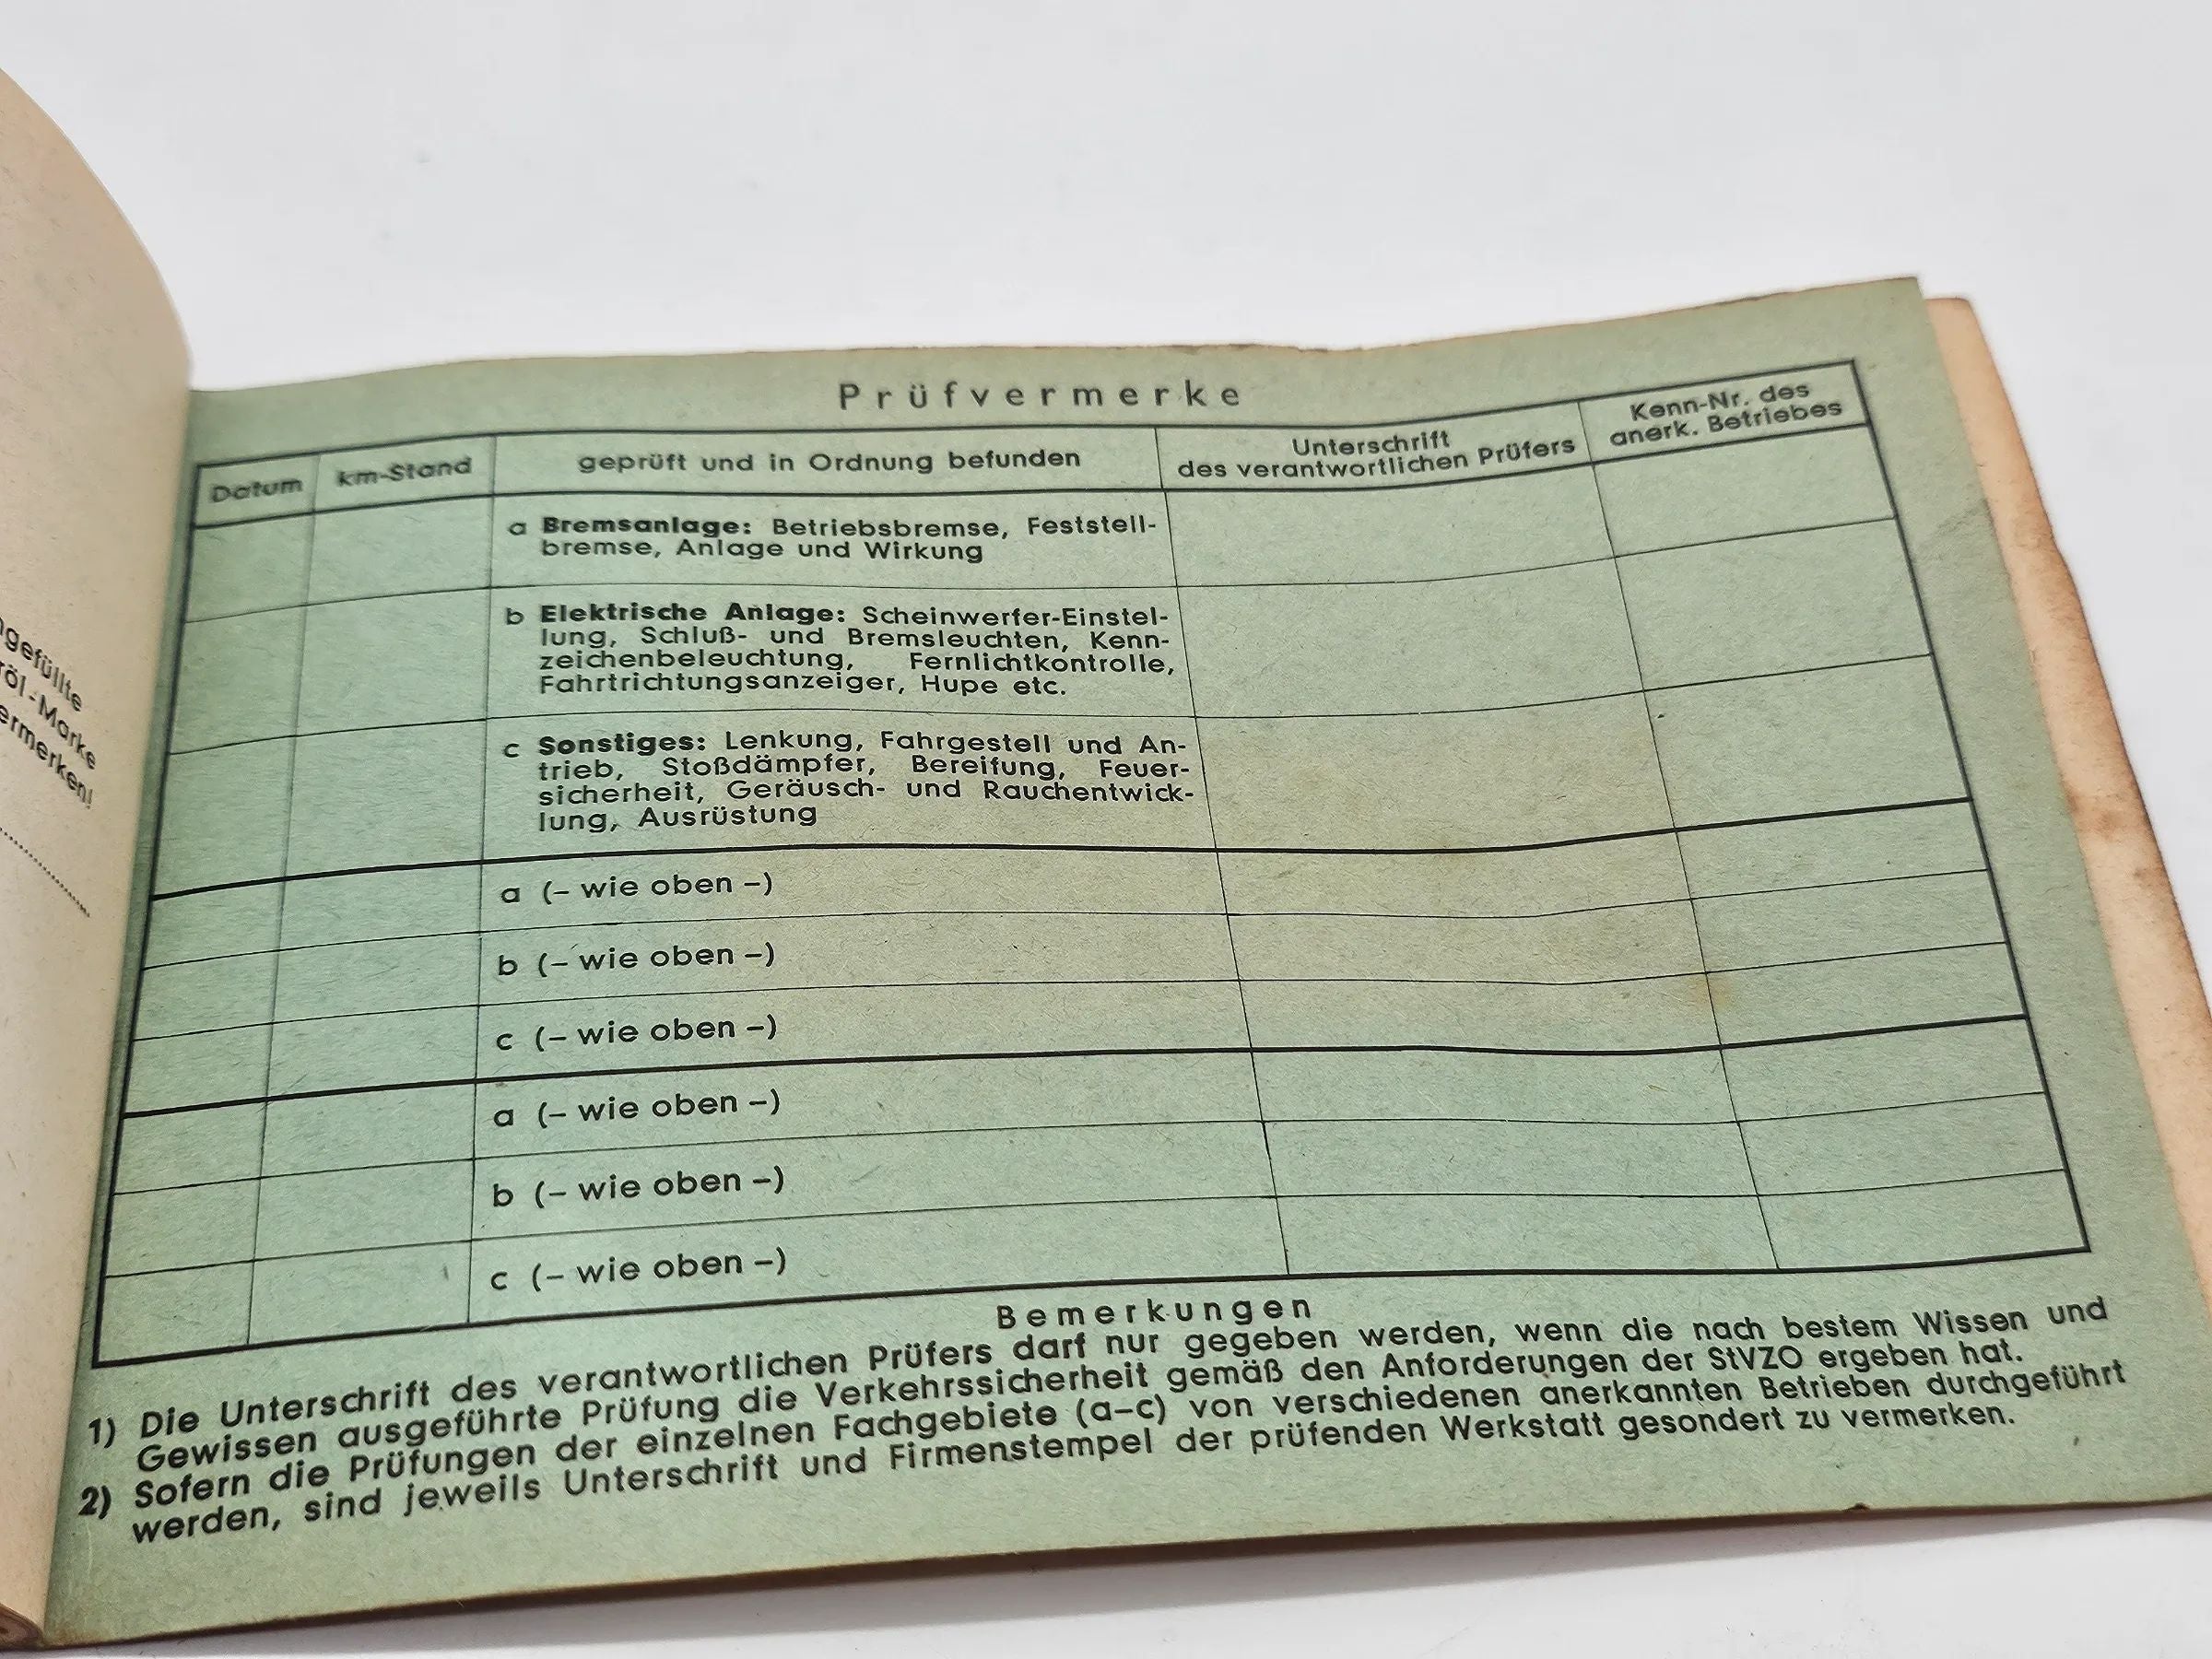 gefüllte
öl-Marke
ermerken!
Prüfvermerke
Datum
km-Stand
geprüft und in Ordnung befunden
Unterschrift
des verantwortlichen Prüfers
Kenn-Nr. des
anerk. Betriebes
a Bremsanlage: Betriebsbremse, Feststell-
bremse, Anlage und Wirkung
b Elektrische Anlage: Scheinwerfer-Einstel-
lung, Schluß- und Bremsleuchten, Kenn-
zeichenbeleuchtung, Fernlichtkontrolle,
Fahrtrichtungsanzeiger, Hupe etc.
c Sonstiges: Lenkung, Fahrgestell und An-
trieb, Stoßdämpfer, Bereifung, Feuer-
sicherheit, Geräusch- und Rauchentwick-
lung, Ausrüstung
a (– wie oben –)
b (– wie oben –)
c (– wie oben –)
a (– wie oben –)
b (– wie oben –)
c (– wie oben –)
Bemerkungen
1) Die Unterschrift des verantwortlichen Prüfers darf nur gegeben werden, wenn die nach bestem Wissen und
Gewissen ausgeführte Prüfung die Verkehrssicherheit gemäß den Anforderungen der StVZO ergeben hat.
2) Sofern die Prüfungen der einzelnen Fachgebiete (a–c) von verschiedenen anerkannten Betrieben durchgeführt
werden, sind jeweils Unterschrift und Firmenstempel der prüfenden Werkstatt gesondert zu vermerken.